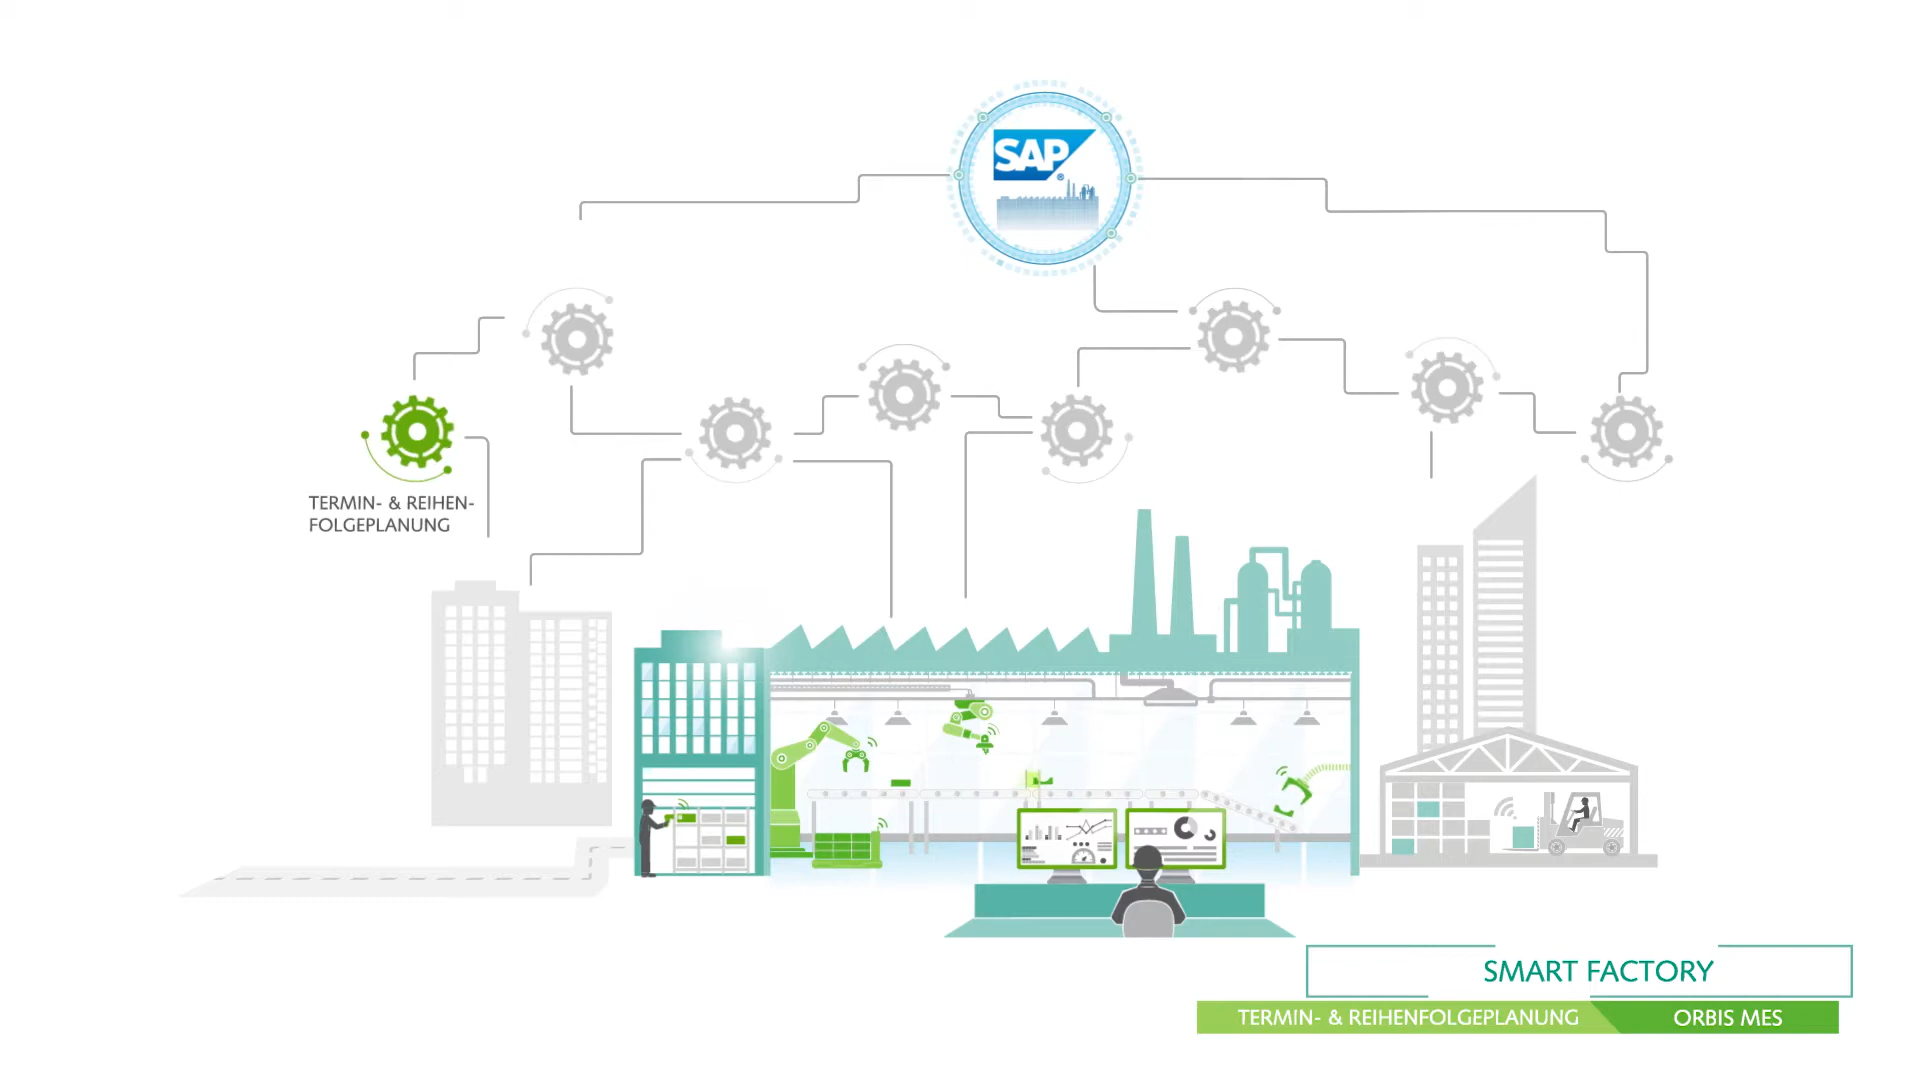 SAP
®
TERMIN- & REIHEN-
FOLGEPLANUNG
SMART FACTORY
TERMIN- & REIHENFOLGEPLANUNG ORBIS MES